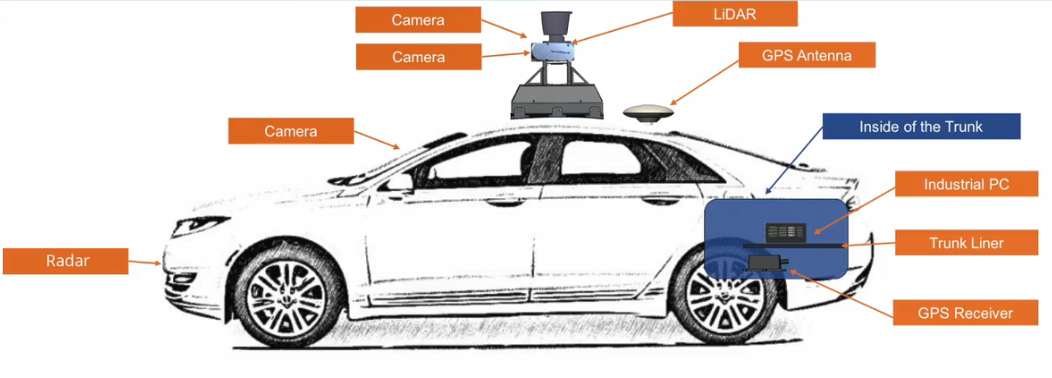 Camera
LiDAR
Camera
GPS Antenna
Camera
Inside of the Trunk
Industrial PC
Trunk Liner
Radar
GPS Receiver